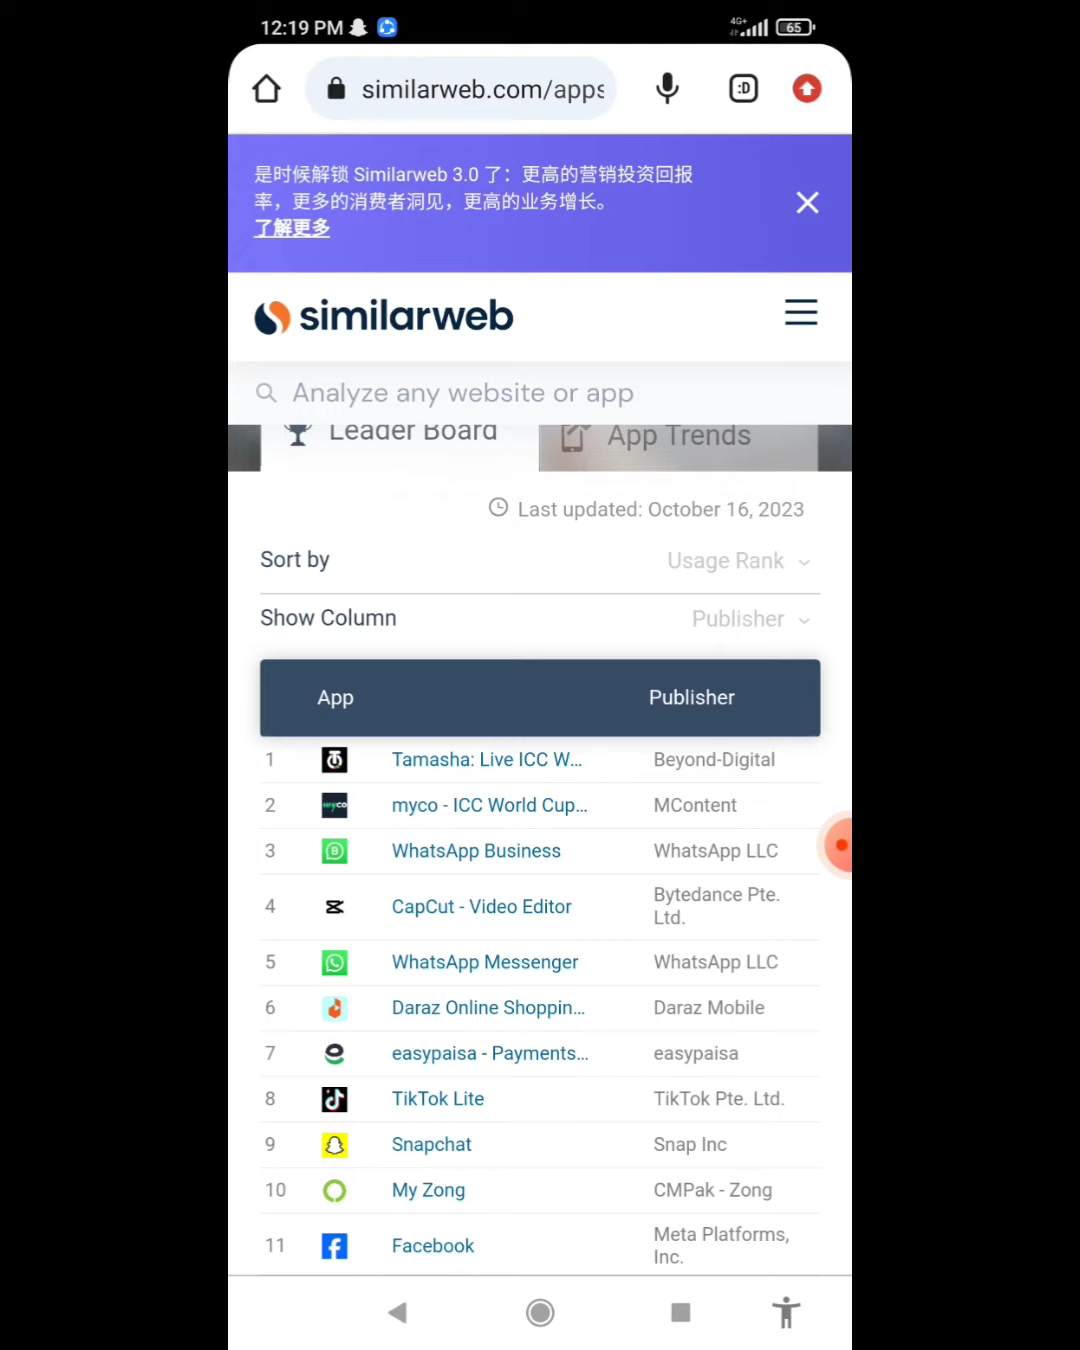 12:19 PM
4G+
65
similarweb.com/apps
:D
是时候解锁 Similarweb 3.0 了：更高的营销投资回报
率，更多的消费者洞见，更高的业务增长。
了解更多
similarweb
Analyze any website or app
Leader Board
App Trends
Last updated: October 16, 2023
Sort by
Usage Rank
Show Column
Publisher
App Publisher
1 Tamasha: Live ICC W... Beyond-Digital
2 myco myco - ICC World Cup... MContent
3 B WhatsApp Business WhatsApp LLC
4 CapCut - Video Editor Bytedance Pte.
Ltd.
5 WhatsApp Messenger WhatsApp LLC
6 Daraz Online Shoppin... Daraz Mobile
7 easypaisa - Payments... easypaisa
8 TikTok Lite TikTok Pte. Ltd.
9 Snapchat Snap Inc
10 My Zong CMPak - Zong
11 Facebook Meta Platforms,
Inc.